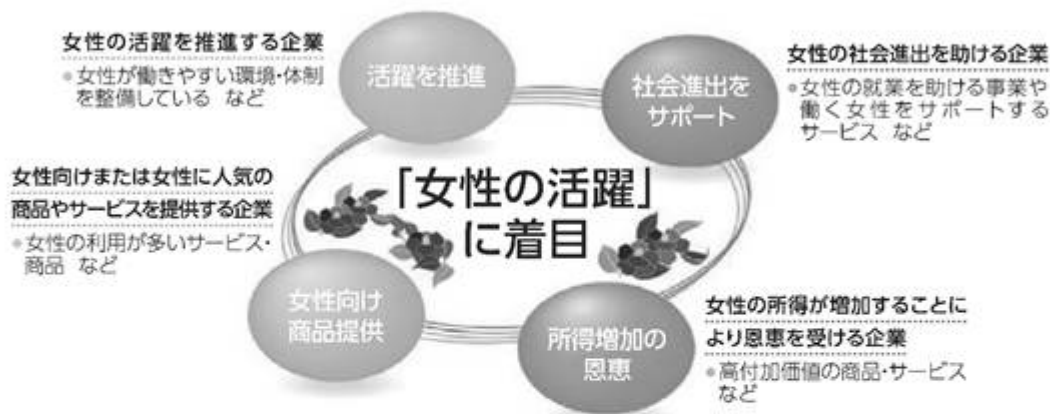 女性の活躍を推進する企業
●女性が働きやすい環境・体制
を整備している など
活躍を推進
社会進出を
サポート
女性の社会進出を助ける企業
●女性の就業を助ける事業や
働く女性をサポートする
サービス など
「女性の活躍」
に着目
女性向けまたは女性に人気の
商品やサービスを提供する企業
●女性の利用が多いサービス・
商品 など
女性向け
商品提供
所得増加の
恩恵
女性の所得が増加することに
より恩恵を受ける企業
●高付加価値の商品・サービス
など